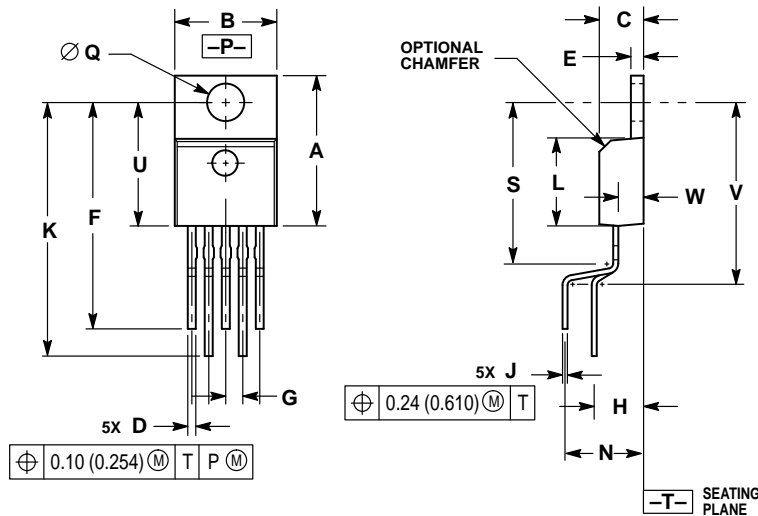 B
–P–
Ø Q
U
F
K
A
G
5X D
⌖ 0.10 (0.254) Ⓜ T P Ⓜ
C
OPTIONAL
CHAMFER
E
S
L
W
V
5X J
⌖ 0.24 (0.610) Ⓜ T
H
N
–T– SEATING
PLANE